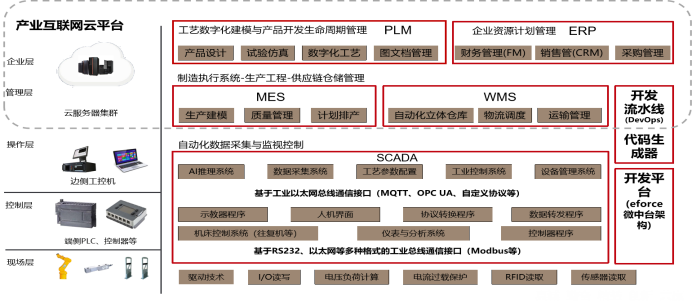 产业互联网云平台
企业层
管理层
云服务器集群
操作层
边侧工控机
控制层
端侧PLC、控制器等
现场层
工艺数字化建模与产品开发生命周期管理 PLM
产品设计 试验仿真 数字化工艺 图文档管理
企业资源计划管理 ERP
财务管理(FM) 销售管(CRM) 采购管理
制造执行系统-生产工程-供应链仓储管理
MES
生产建模 质量管理 计划排产
WMS
自动化立体仓库 物流调度 运输管理
自动化数据采集与监视控制
SCADA
AI推理系统 数据采集系统 工艺参数配置 工业控制系统 设备管理系统
基于工业以太网总线通信接口（MQTT、OPC UA、自定义协议等)
示教器程序 人机界面 协议转换程序 数据转发程序
机床控制系统（往复机等） 仪表与分析系统 控制器程序
基于RS232、以太网等多种格式的工业总线通信接口（Modbus等）
驱动技术 I/O读写 电压负荷计算 电流过载保护 RFID读取 传感器读取
开发
流水线
(DevOps)
代码生
成器
开发平
台
(eforce
微中台架
构)